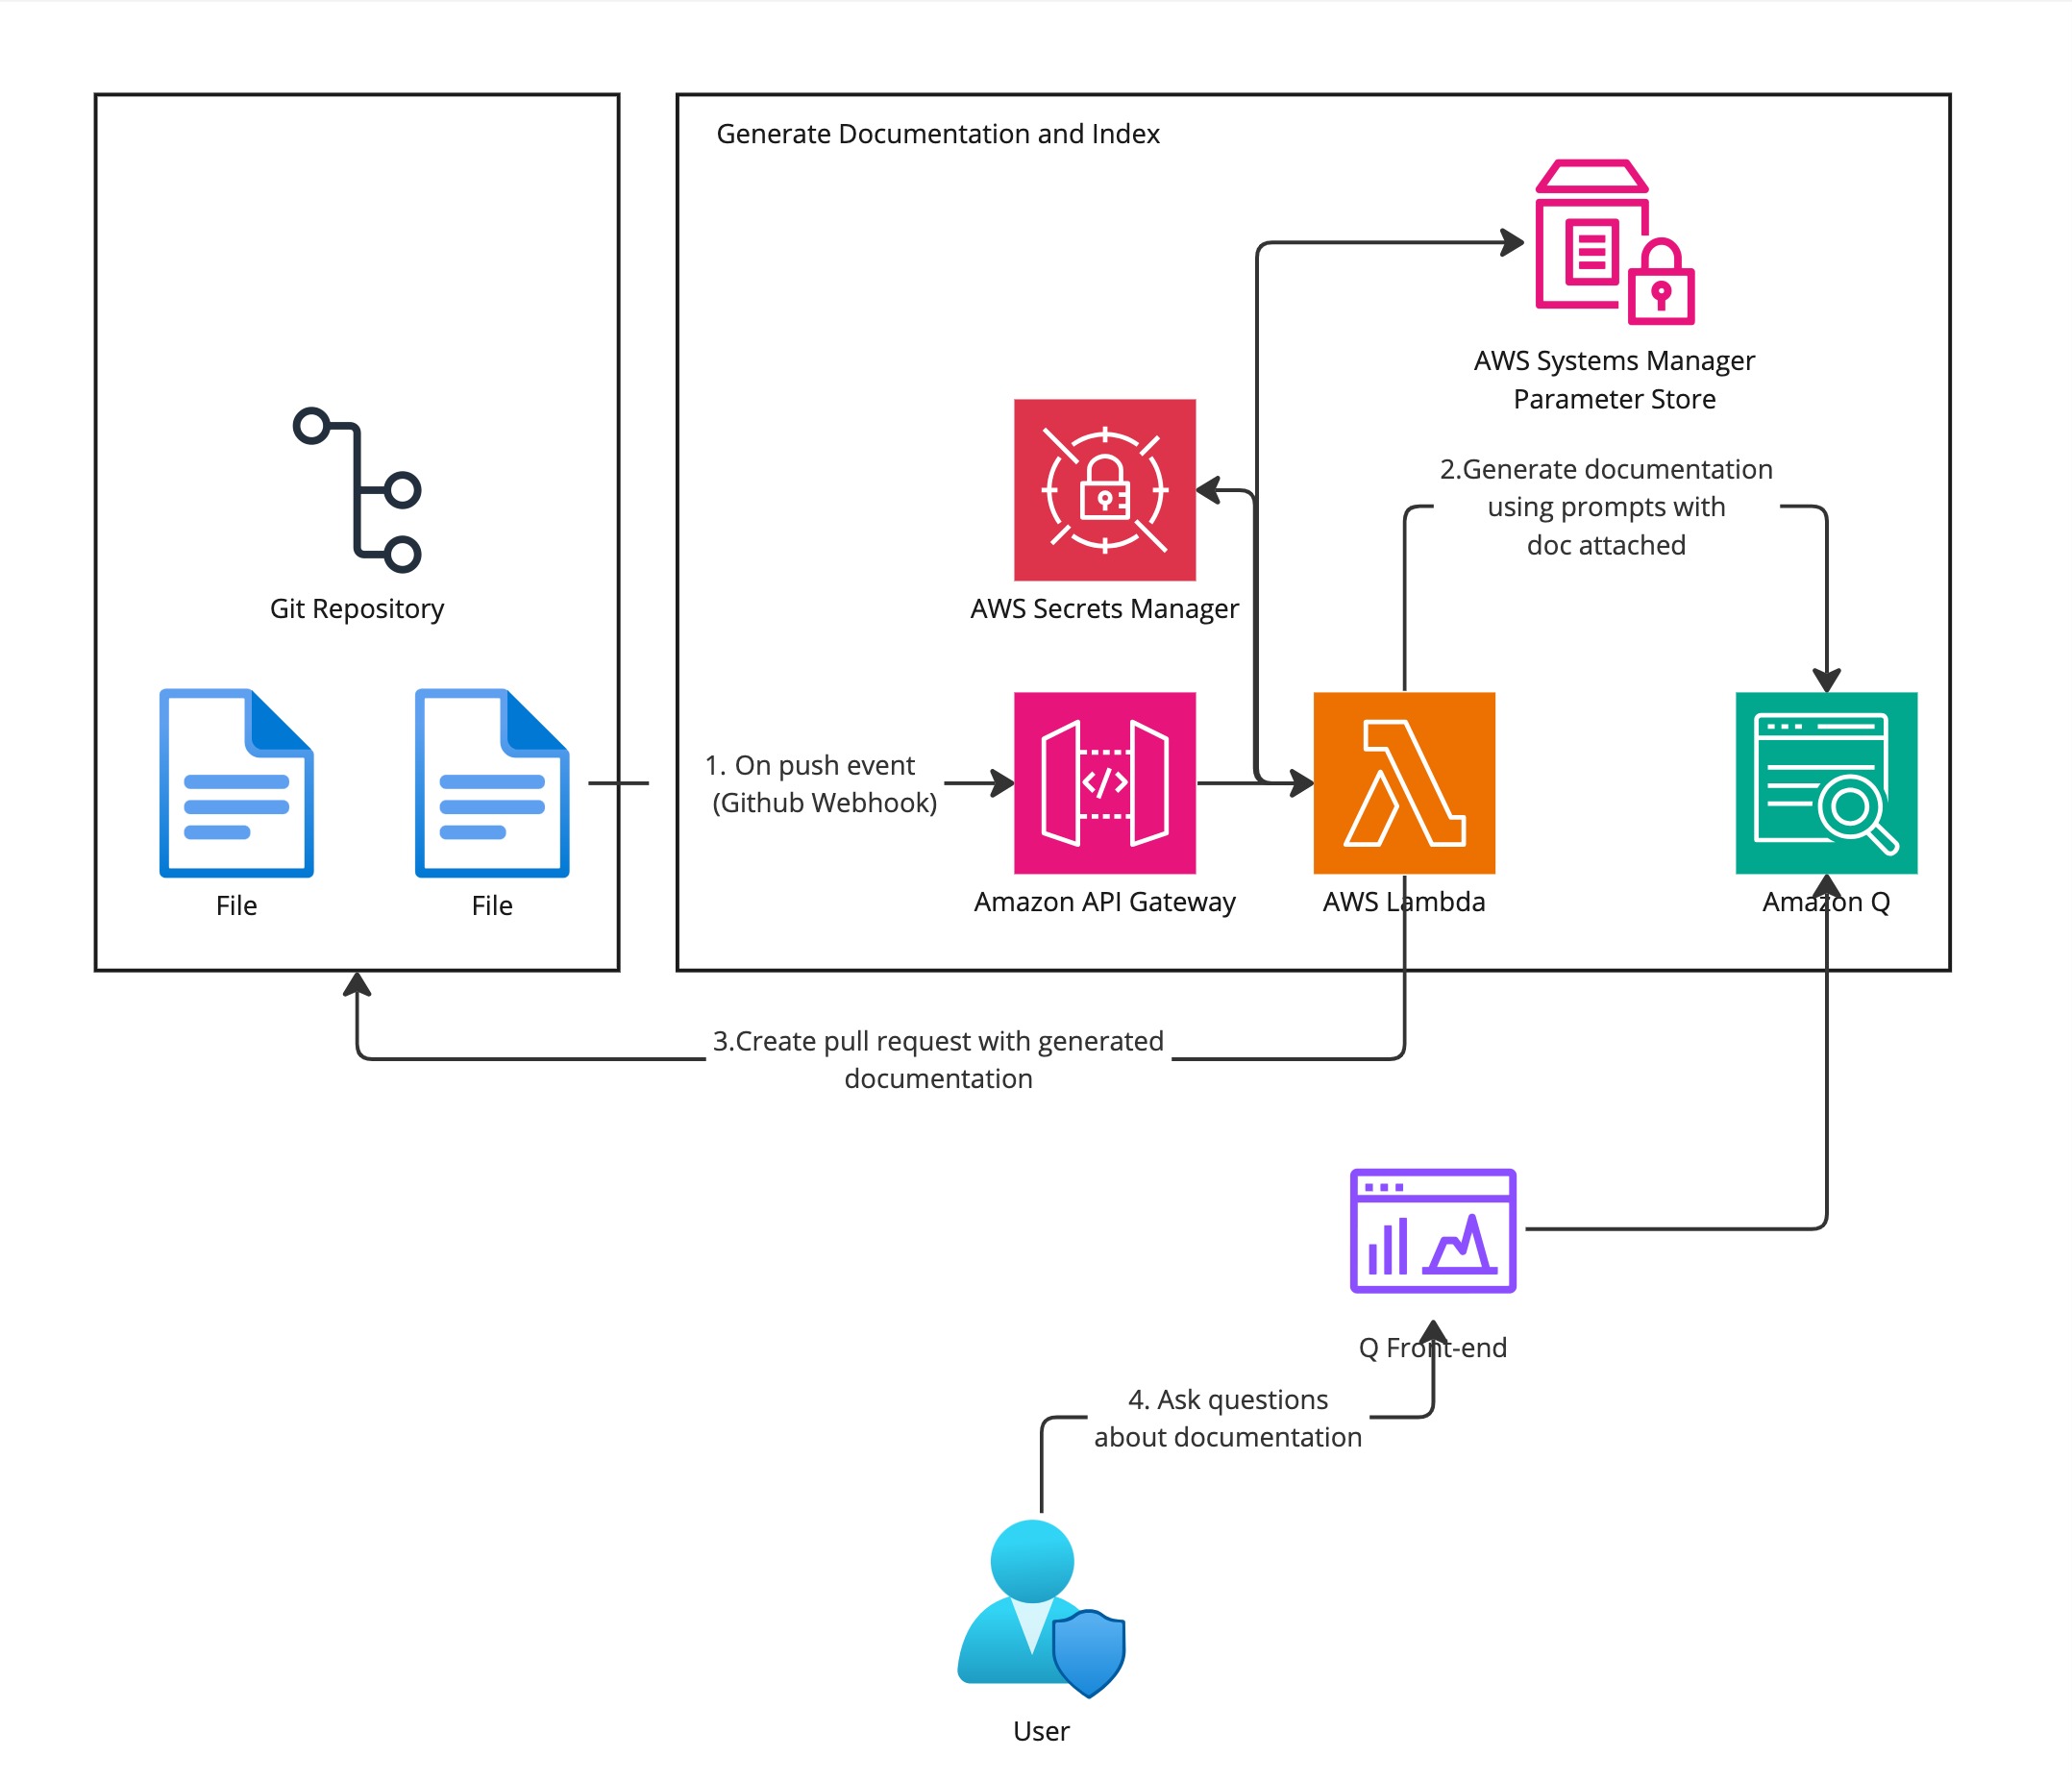 Generate Documentation and Index
AWS Systems Manager
Parameter Store
2.Generate documentation
using prompts with
doc attached
Git Repository
AWS Secrets Manager
1. On push event
(Github Webhook)
File
File
Amazon API Gateway
AWS Lambda
Amazon Q
3.Create pull request with generated
documentation
Q Front-end
4. Ask questions
about documentation
User